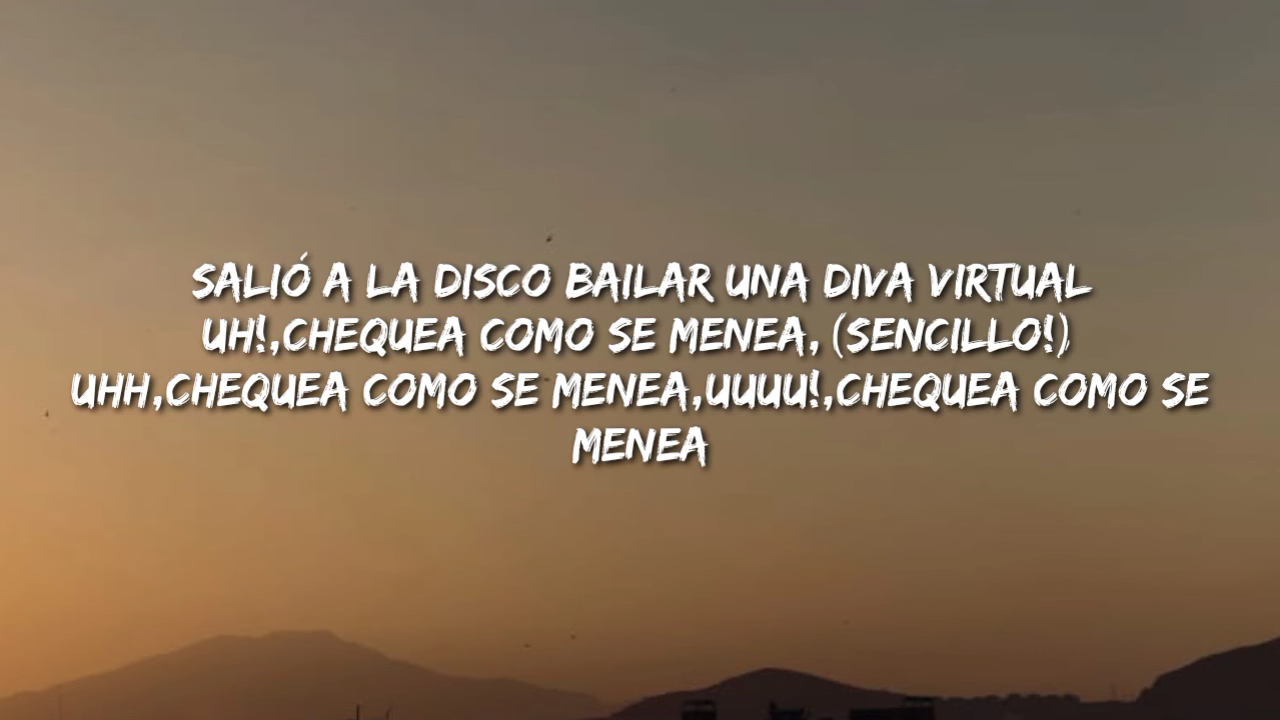 SALIÓ A LA DISCO BAILAR UNA DIVA VIRTUAL
UH!,CHEQUEA COMO SE MENEA, (SENCILLO!)
UHH,CHEQUEA COMO SE MENEA,UUUU!,CHEQUEA COMO SE
MENEA